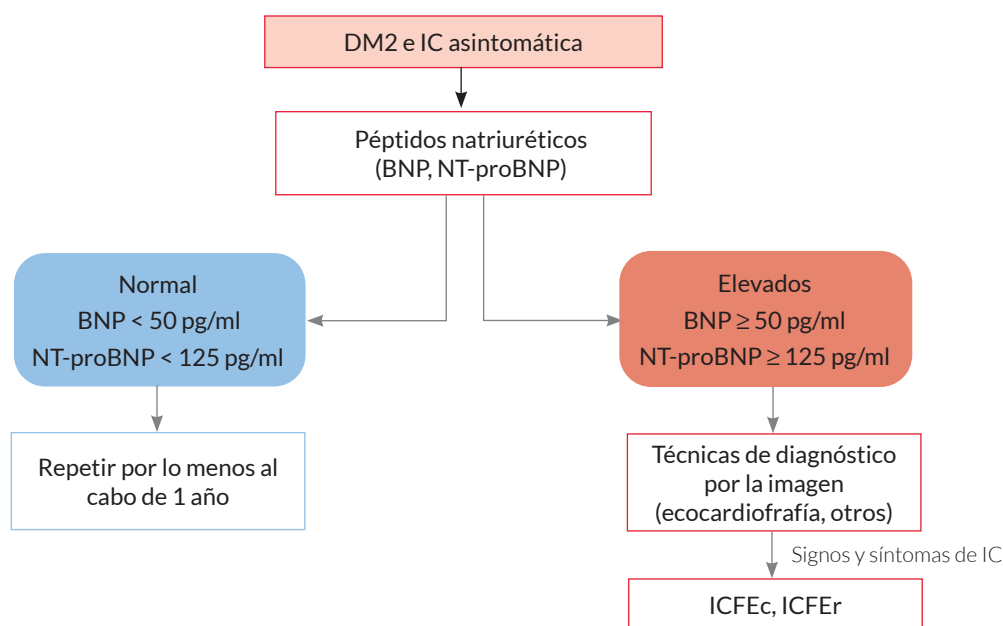 DM2 e IC asintomática
Péptidos natriuréticos
(BNP, NT-proBNP)
Normal
BNP < 50 pg/ml
NT-proBNP < 125 pg/ml
Elevados
BNP ≥ 50 pg/ml
NT-proBNP ≥ 125 pg/ml
Repetir por lo menos al
cabo de 1 año
Técnicas de diagnóstico
por la imagen
(ecocardiofrafía, otros)
Signos y síntomas de IC
ICFEc, ICFEr